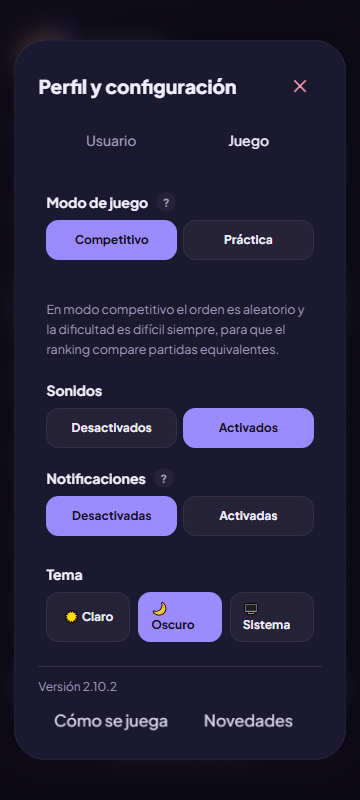 Perfil y configuración
Usuario
Juego
Modo de juego ?
Competitivo
Práctica
En modo competitivo el orden es aleatorio y
la dificultad es difícil siempre, para que el
ranking compare partidas equivalentes.
Sonidos
Desactivados
Activados
Notificaciones ?
Desactivadas
Activadas
Tema
Claro
Oscuro
Sistema
Versión 2.10.2
Cómo se juega
Novedades